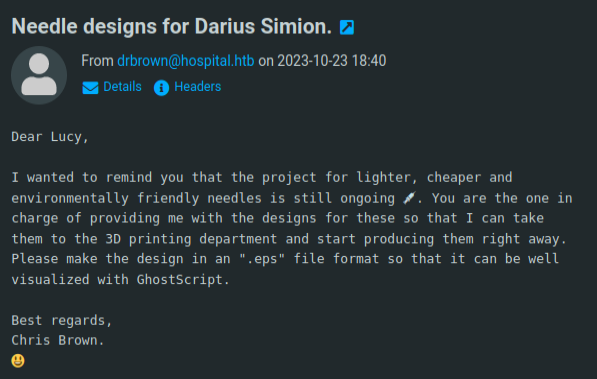 Needle designs for Darius Simion.
From drbrown@hospital.htb on 2023-10-23 18:40
Details Headers
Dear Lucy,
I wanted to remind you that the project for lighter, cheaper and
environmentally friendly needles is still ongoing 💉. You are the one in
charge of providing me with the designs for these so that I can take
them to the 3D printing department and start producing them right away.
Please make the design in an ".eps" file format so that it can be well
visualized with GhostScript.
Best regards,
Chris Brown.
😃